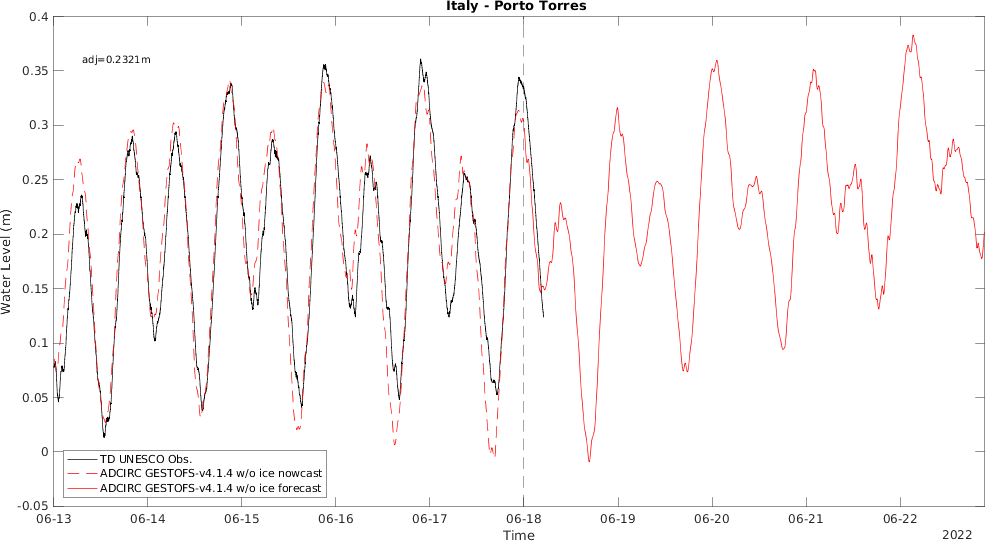 Italy - Porto Torres
adj=0.2321m
Water Level (m)
0.4
0.35
0.3
0.25
0.2
0.15
0.1
0.05
0
-0.05
TD UNESCO Obs.
ADCIRC GESTOFS-v4.1.4 w/o ice nowcast
ADCIRC GESTOFS-v4.1.4 w/o ice forecast
06-13 06-14 06-15 06-16 06-17 06-18 06-19 06-20 06-21 06-22
Time
2022